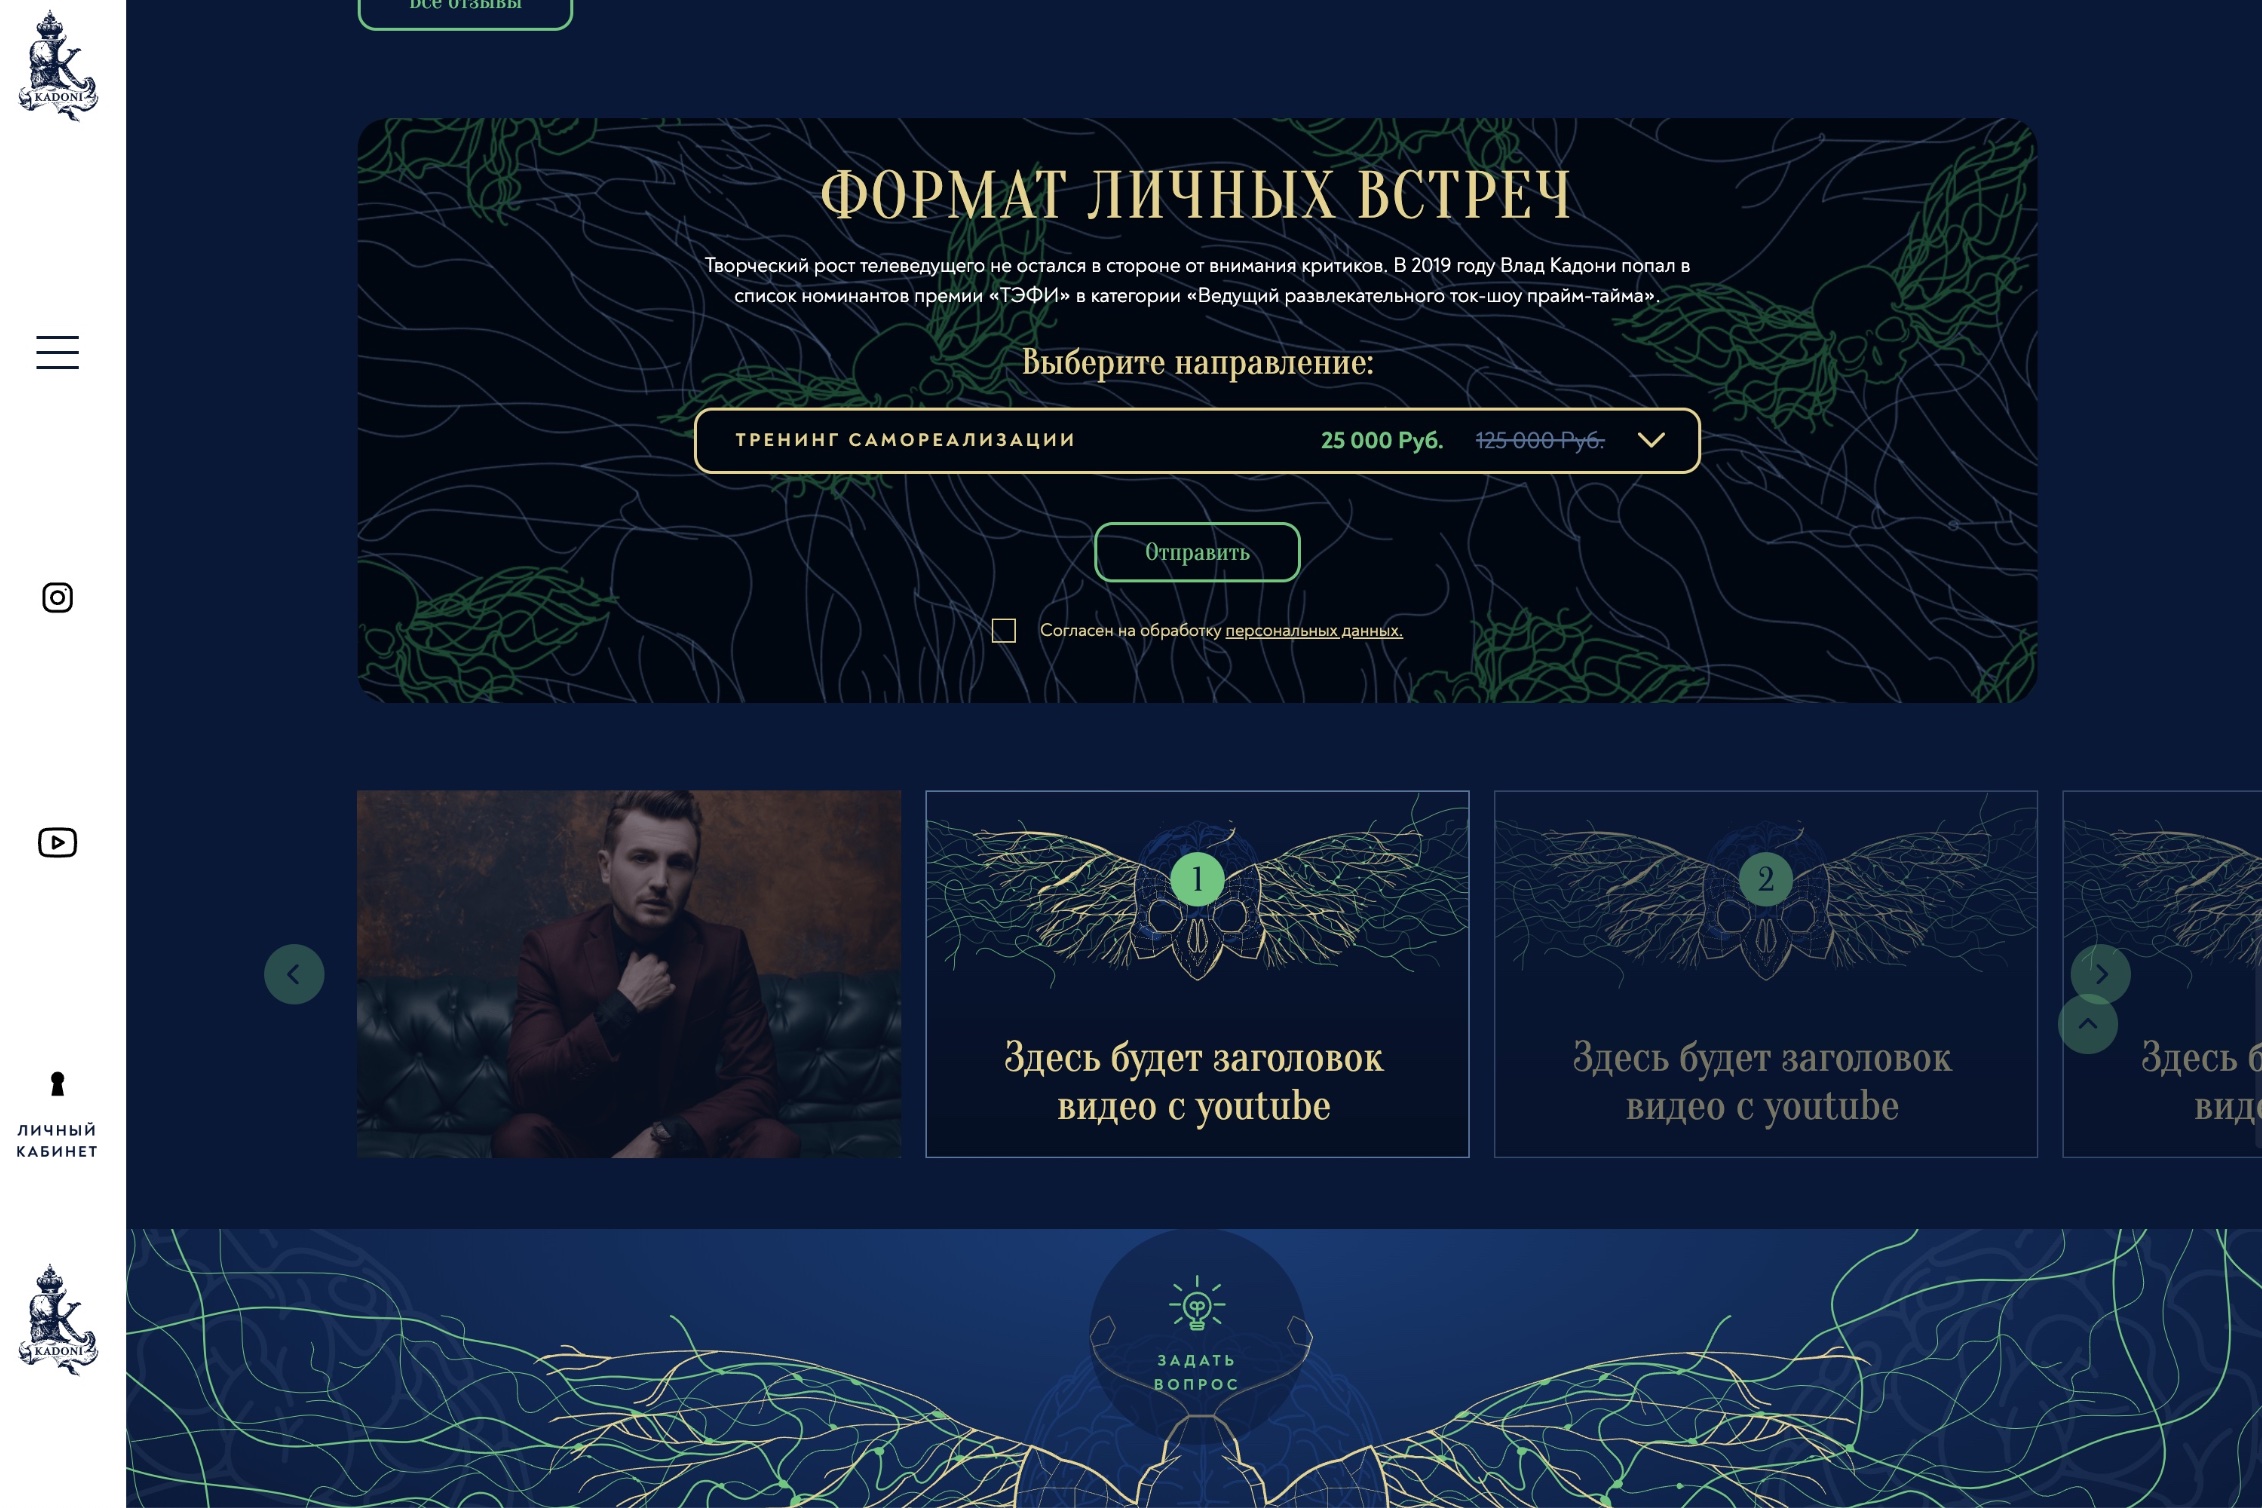 Все отзывы
KADONI
ФОРМАТ ЛИЧНЫХ ВСТРЕЧ
Творческий рост телеведущего не остался в стороне от внимания критиков. В 2019 году Влад Кадони попал в
список номинантов премии «ТЭФИ» в категории «Ведущий развлекательного ток-шоу прайм-тайма».
Выберите направление:
ТРЕНИНГ САМОРЕАЛИЗАЦИИ 25 000 Руб. 125 000 Руб.
Отправить
Согласен на обработку персональных данных.
1
Здесь будет заголовок
видео с youtube
2
Здесь будет заголовок
видео с youtube
Здесь
ЛИЧНЫЙ
КАБИНЕТ
KADONI
ЗАДАТЬ
ВОПРОС